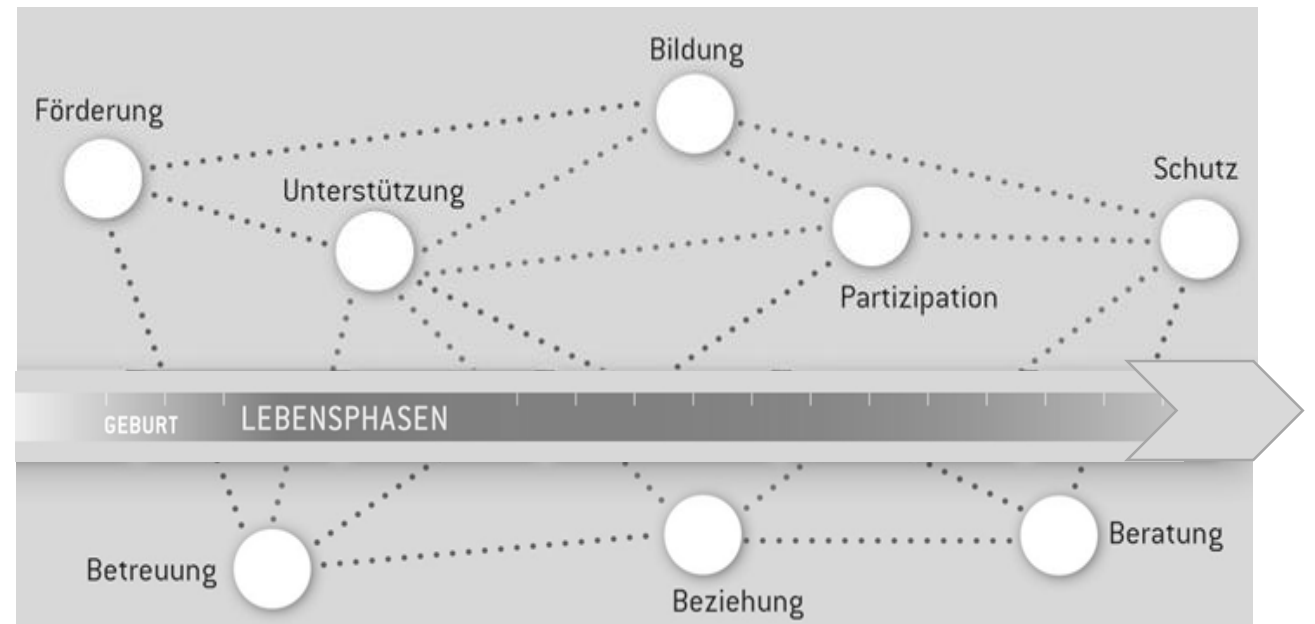 Bildung
Förderung
Schutz
Unterstützung
Partizipation
GEBURT LEBENSPHASEN
Beratung
Betreuung
Beziehung